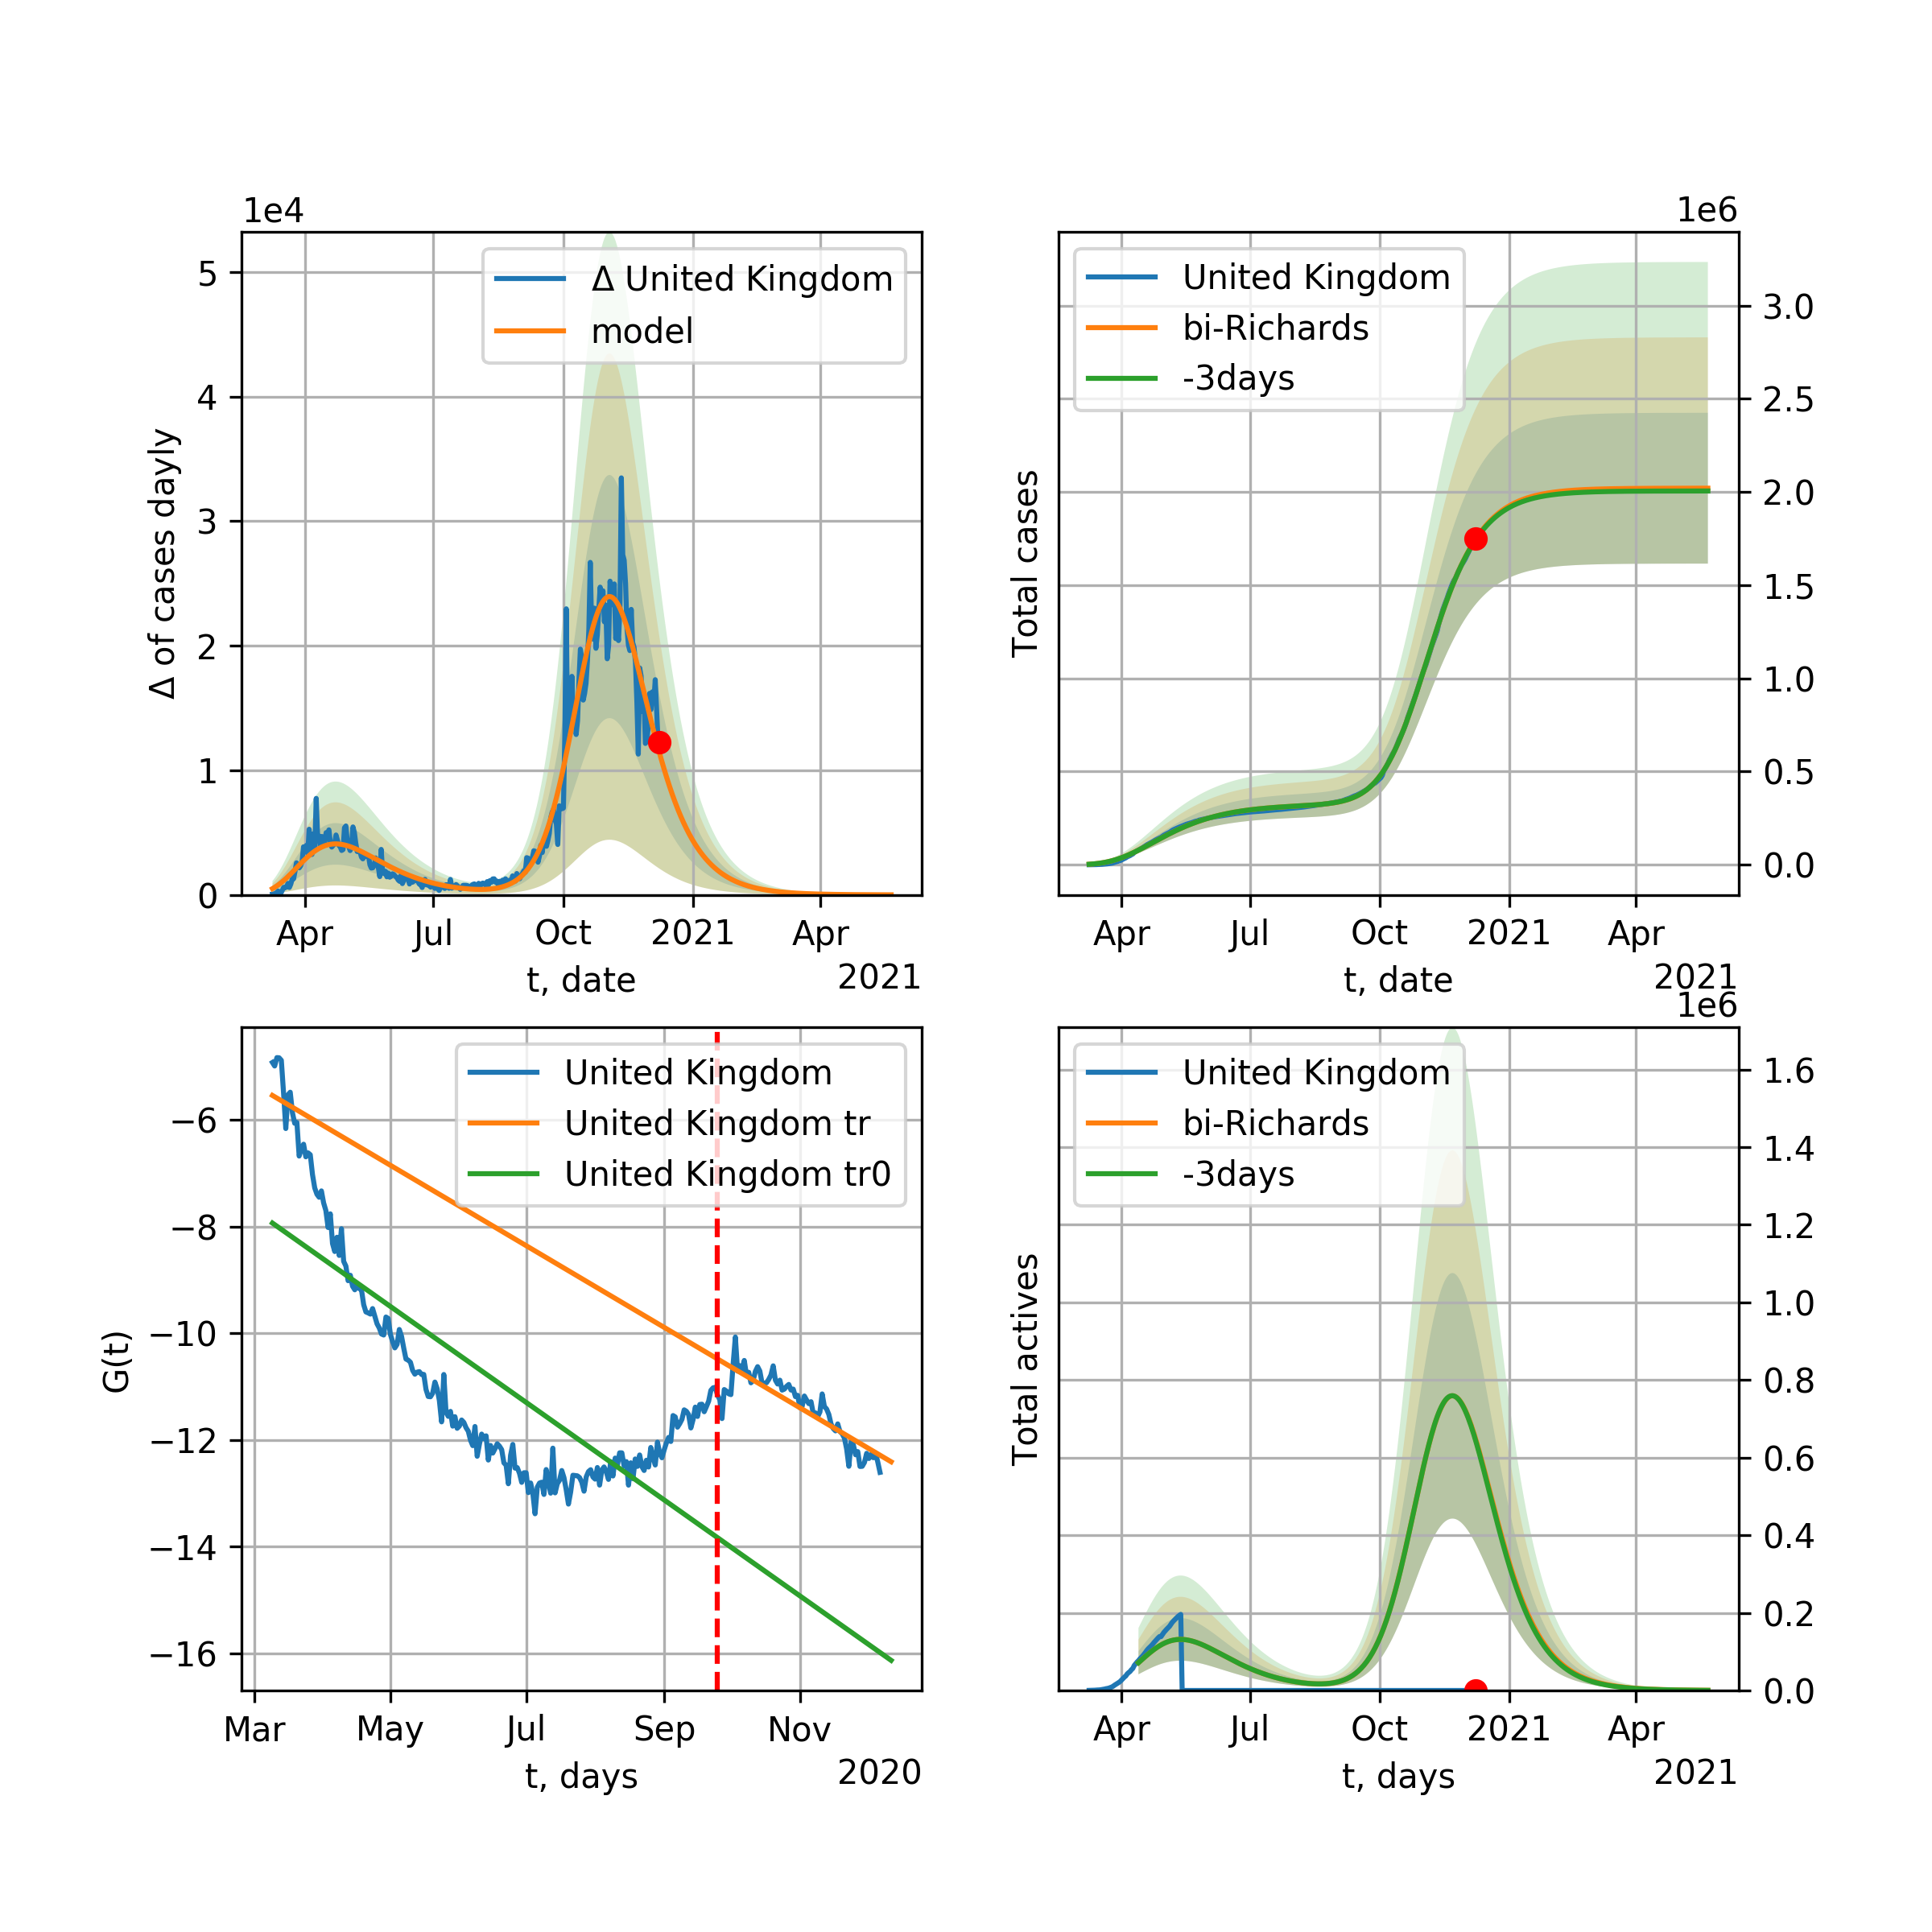 1e4
Δ of cases dayly
5
4
3
2
1
0
Δ United Kingdom
model
Apr
Jul
Oct
2021
Apr
t, date
2021
1e6
Total cases
United Kingdom
bi-Richards
-3days
3.0
2.5
2.0
1.5
1.0
0.5
0.0
Apr
Jul
Oct
2021
Apr
t, date
2021
G(t)
−6
−8
−10
−12
−14
−16
United Kingdom
United Kingdom tr
United Kingdom tr0
Mar
May
Jul
Sep
Nov
t, days
2020
1e6
Total actives
United Kingdom
bi-Richards
-3days
1.6
1.4
1.2
1.0
0.8
0.6
0.4
0.2
0.0
Apr
Jul
Oct
2021
Apr
t, days
2021